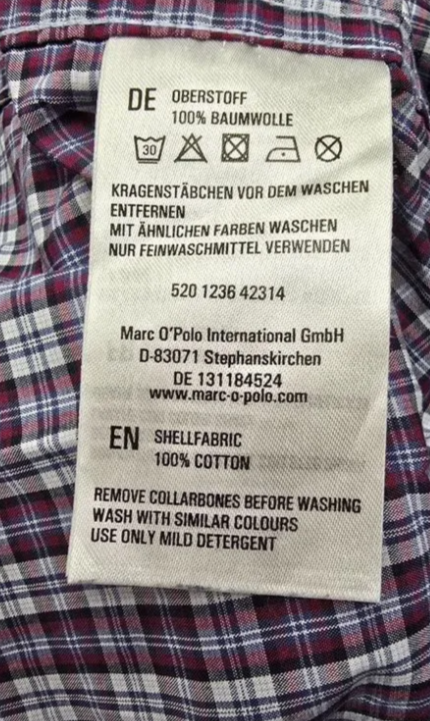 DE OBERSTOFF
100% BAUMWOLLE
30
KRAGENSTÄBCHEN VOR DEM WASCHEN
ENTFERNEN
MIT ÄHNLICHEN FARBEN WASCHEN
NUR FEINWASCHMITTEL VERWENDEN
520 1236 42314
Marc O'Polo International GmbH
D-83071 Stephanskirchen
DE 131184524
www.marc-o-polo.com
EN SHELLFABRIC
100% COTTON
REMOVE COLLARBONES BEFORE WASHING
WASH WITH SIMILAR COLOURS
USE ONLY MILD DETERGENT